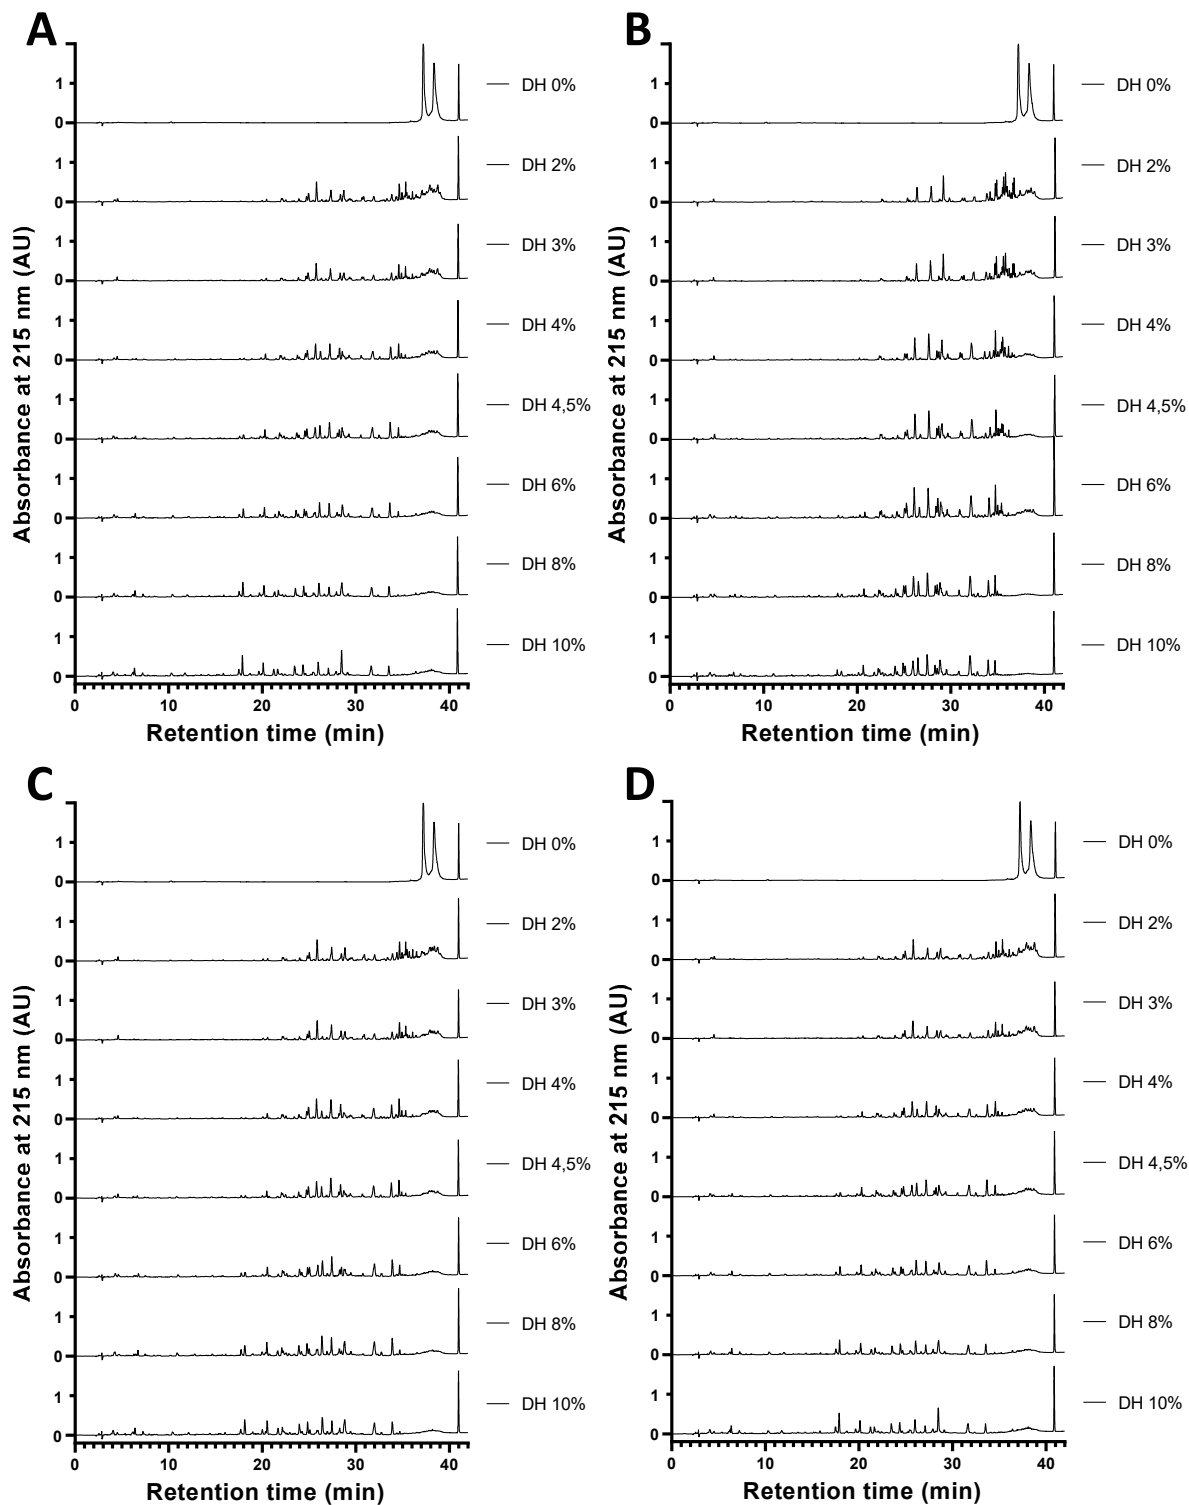 A
Absorbance at 215 nm (AU)
1
0
DH 0%
1
0
DH 2%
1
0
DH 3%
1
0
DH 4%
1
0
DH 4,5%
1
0
DH 6%
1
0
DH 8%
1
0
DH 10%
0 10 20 30 40
Retention time (min)
B
Absorbance at 215 nm (AU)
1
0
DH 0%
1
0
DH 2%
1
0
DH 3%
1
0
DH 4%
1
0
DH 4,5%
1
0
DH 6%
1
0
DH 8%
1
0
DH 10%
0 10 20 30 40
Retention time (min)
C
Absorbance at 215 nm (AU)
1
0
DH 0%
1
0
DH 2%
1
0
DH 3%
1
0
DH 4%
1
0
DH 4,5%
1
0
DH 6%
1
0
DH 8%
1
0
DH 10%
0 10 20 30 40
Retention time (min)
D
Absorbance at 215 nm (AU)
1
0
DH 0%
1
0
DH 2%
1
0
DH 3%
1
0
DH 4%
1
0
DH 4,5%
1
0
DH 6%
1
0
DH 8%
1
0
DH 10%
0 10 20 30 40
Retention time (min)